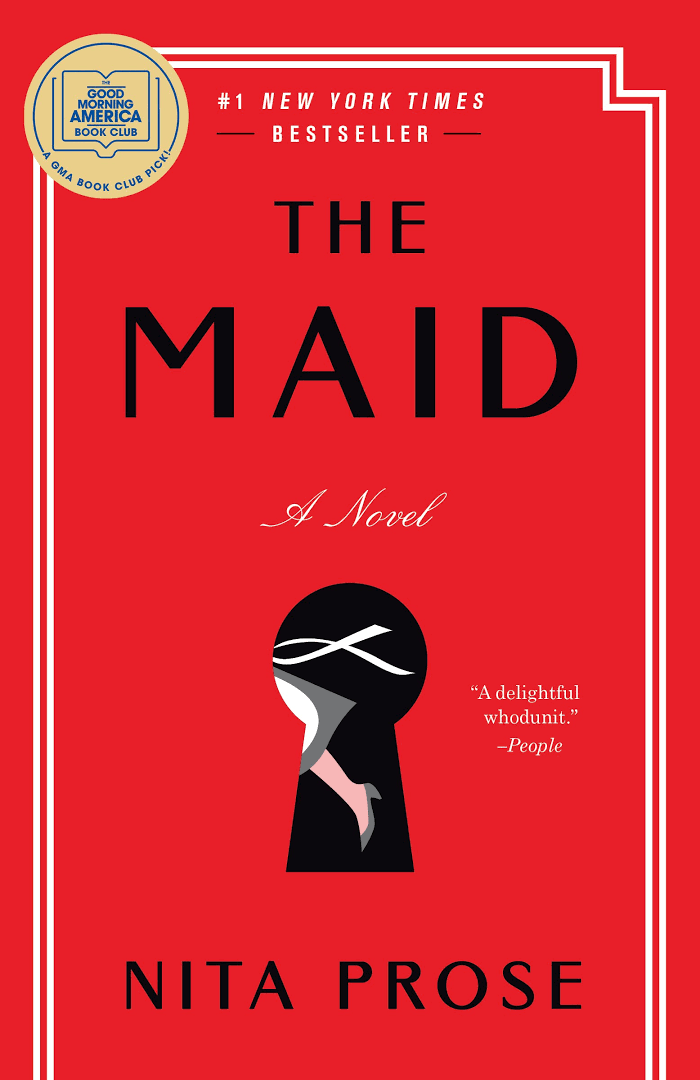 THE
GOOD
MORNING
AMERICA
BOOK CLUB
A GMA BOOK CLUB PICK!
#1 NEW YORK TIMES
BESTSELLER
THE
MAID
A Novel
“A delightful
whodunit.”
–People
NITA PROSE